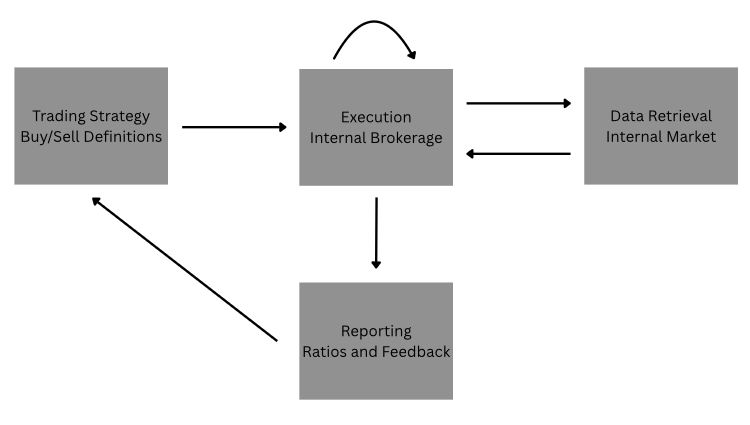 Trading Strategy
Buy/Sell Definitions
Execution
Internal Brokerage
Data Retrieval
Internal Market
Reporting
Ratios and Feedback